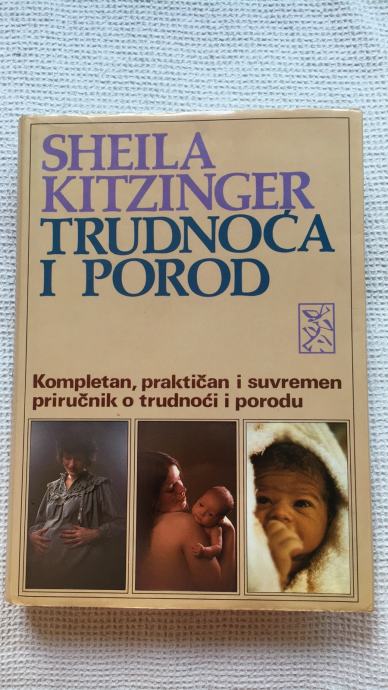 SHEILA
KITZINGER
TRUDNOĆA
I POROD
Kompletan, praktičan i suvremen
priručnik o trudnoći i porodu